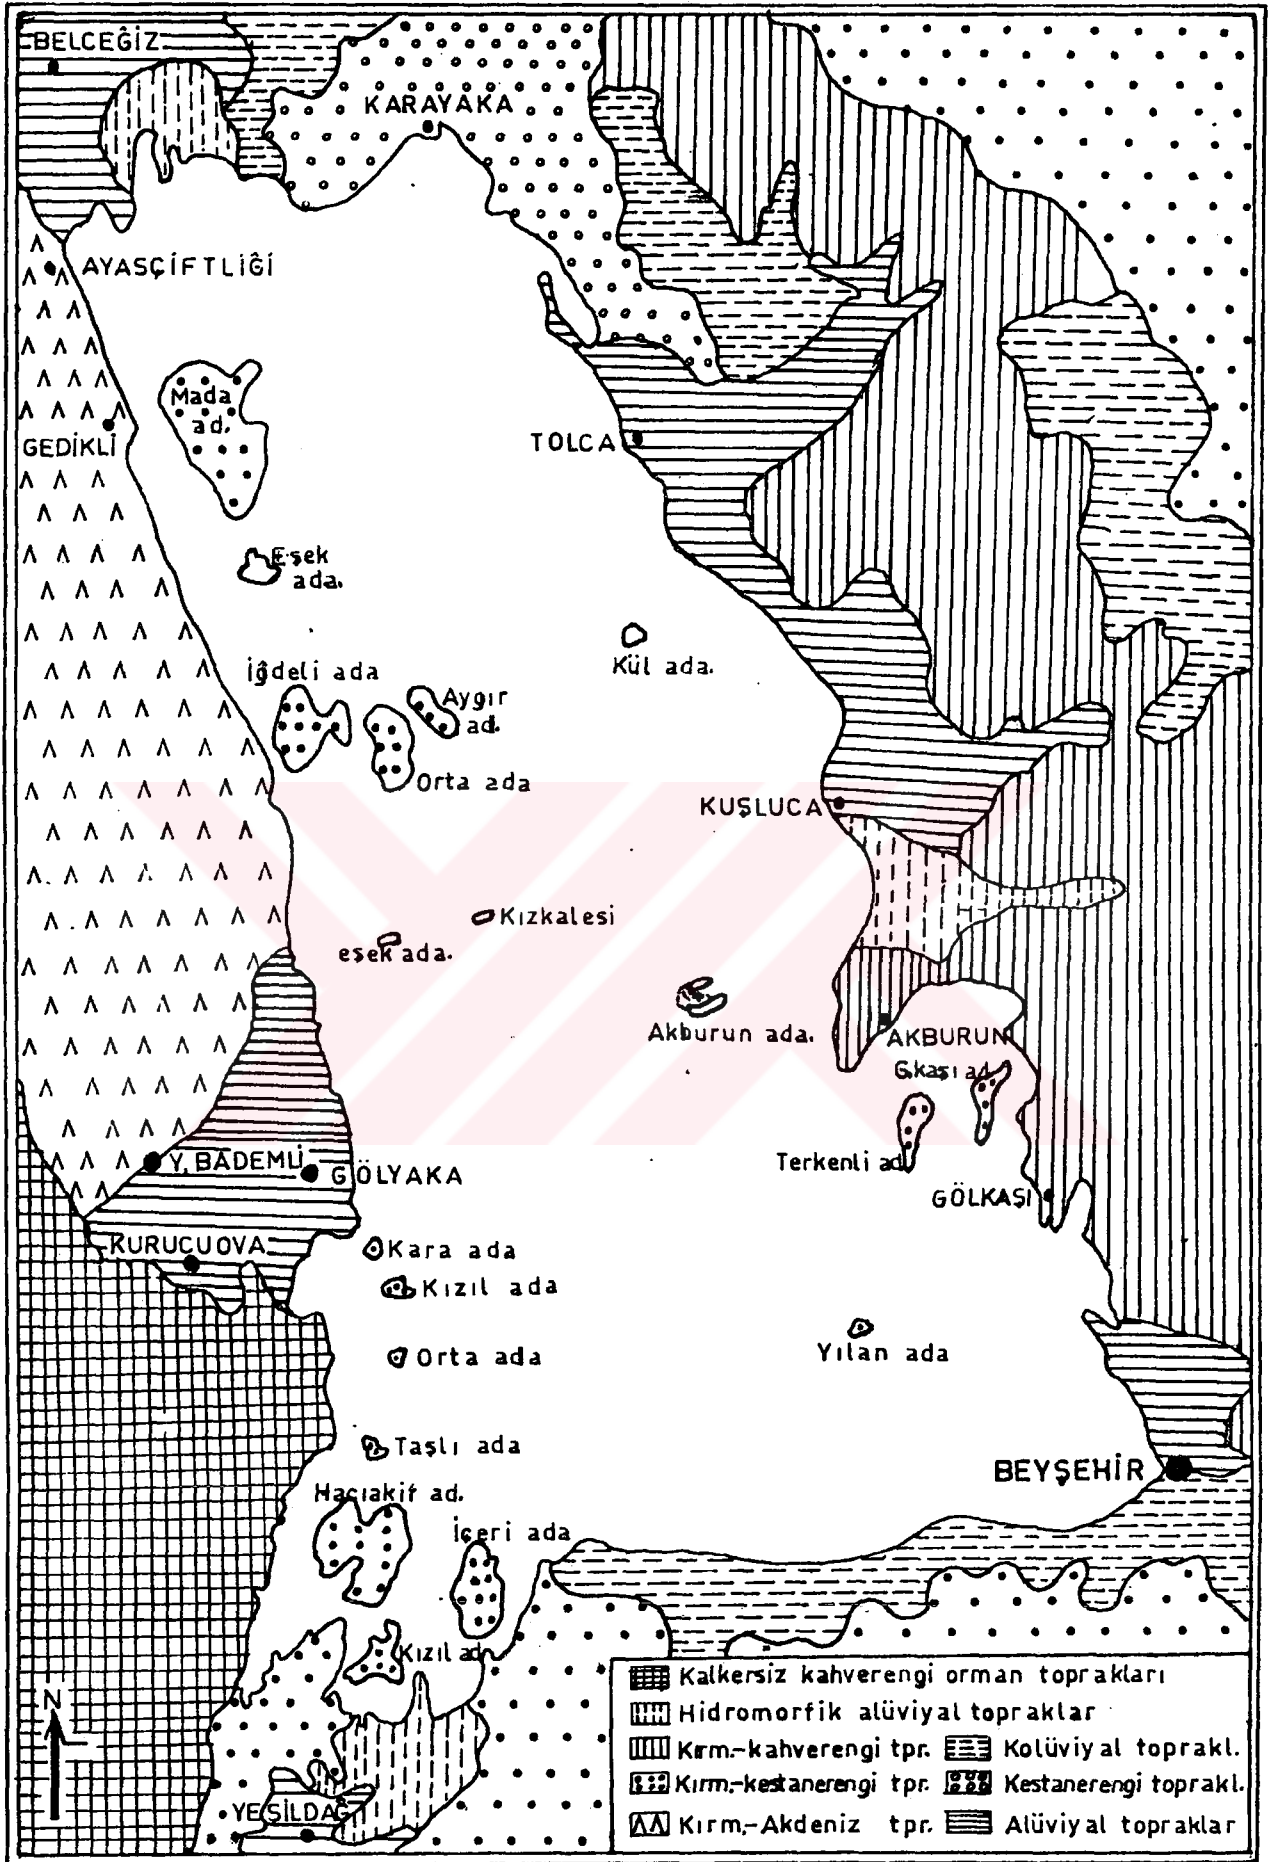 BELCEĞİZ
KARAYAKA
AYASÇİFTLİĞİ
Mada
ad.
TOLCA
GEDİKLİ
Eşek
ada.
Kül ada.
İğdeli ada
Aygır
ad.
Orta ada
KUŞLUCA
Kızkalesi
eşek ada.
Akburun ada.
AKBURUN
G.kaşı ad
Terkenli ad
Y. BADEMLİ
GÖLYAKA
GÖLKAŞI
KURUCUOVA
Kara ada
Kızıl ada
Orta ada
Yılan ada
Taşlı ada
BEYŞEHİR
Hacıakif ad.
İçeri ada
Kızıl ad
N
YEŞİLDAĞ
Kalkersiz kahverengi orman toprakları
Hidromorfik alüviyal topraklar
Kırm.-kahverengi tpr.
Kolüviyal toprakl.
Kırm.-kestanerengi tpr.
Kestanerengi toprakl.
Kırm.-Akdeniz tpr.
Alüviyal topraklar